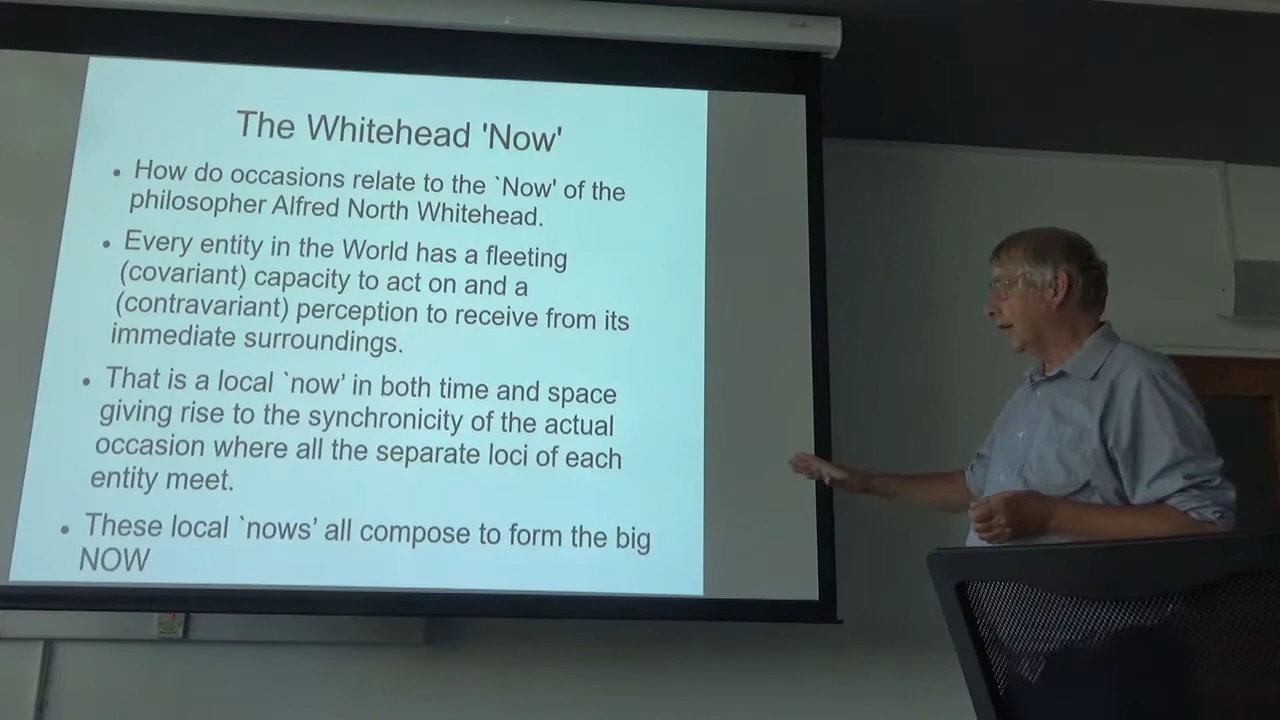 The Whitehead 'Now'
• How do occasions relate to the `Now' of the
philosopher Alfred North Whitehead.
• Every entity in the World has a fleeting
(covariant) capacity to act on and a
(contravariant) perception to receive from its
immediate surroundings.
• That is a local `now’ in both time and space
giving rise to the synchronicity of the actual
occasion where all the separate loci of each
entity meet.
• These local `nows’ all compose to form the big
NOW